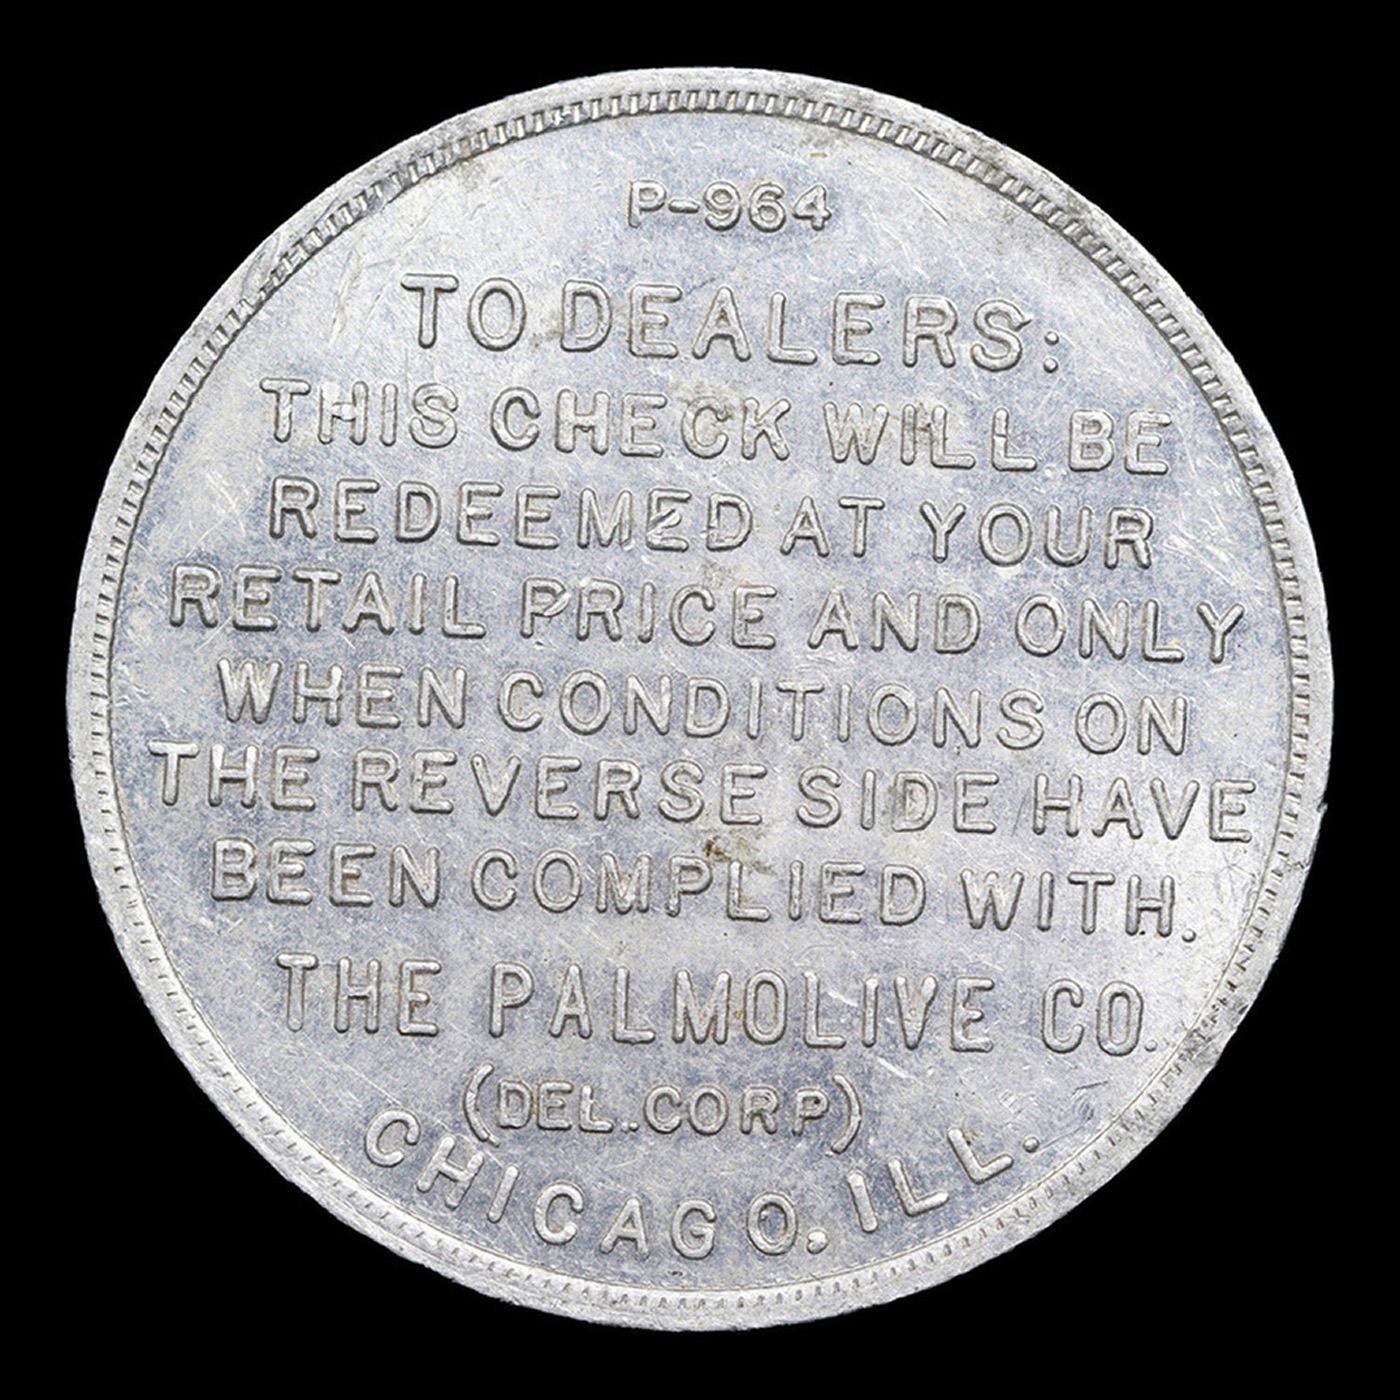 P-964
TO DEALERS:
THIS CHECK WILL BE
REDEEMED AT YOUR
RETAIL PRICE AND ONLY
WHEN CONDITIONS ON
THE REVERSE SIDE HAVE
BEEN COMPLIED WITH.
THE PALMOLIVE CO.
(DEL. CORP)
CHICAGO, ILL.